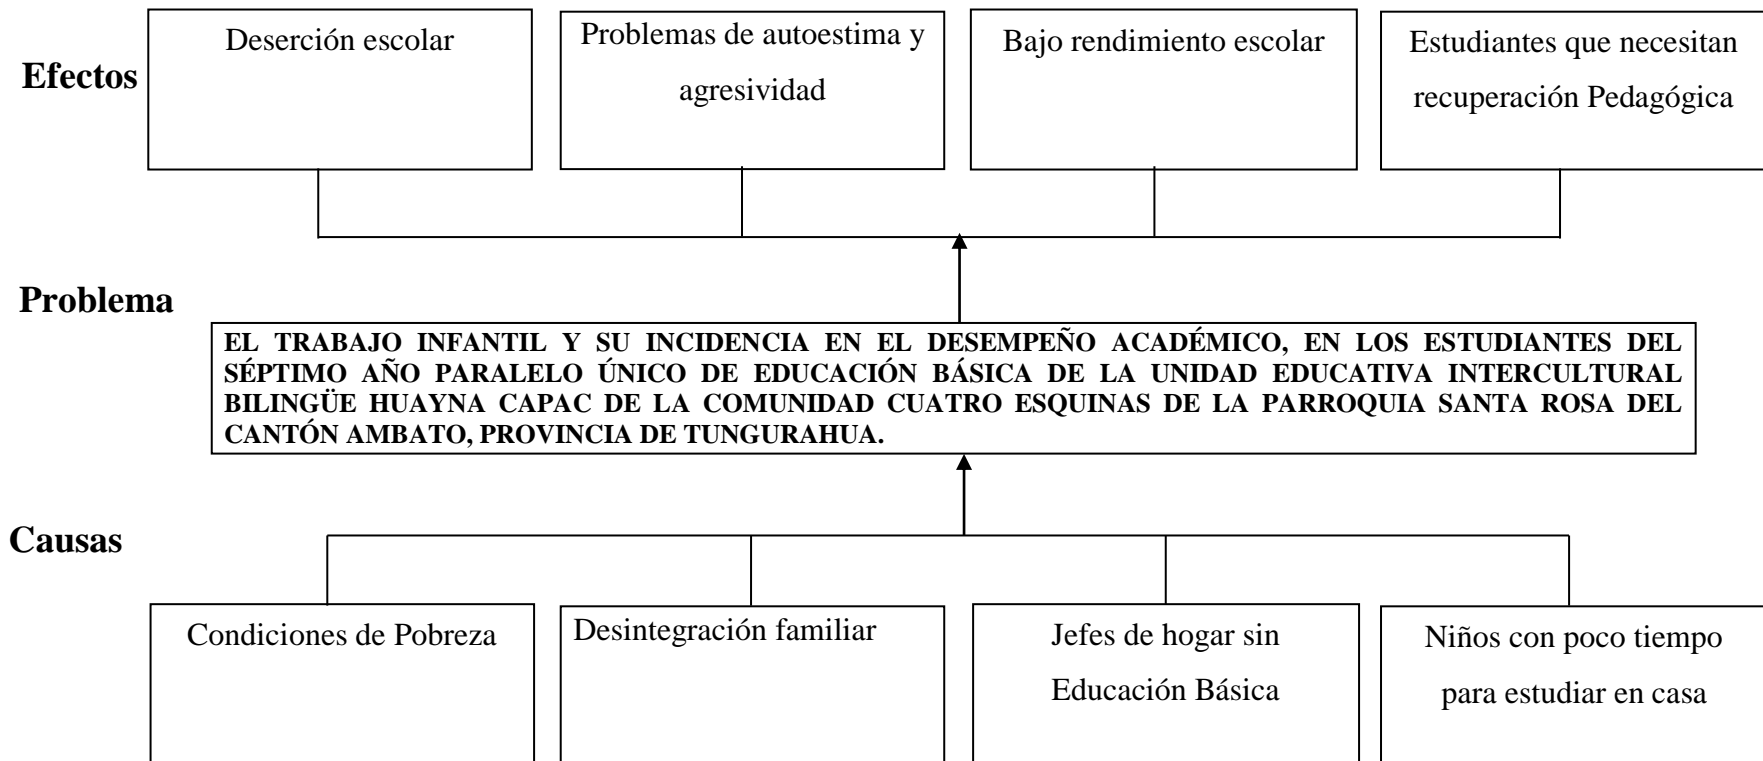 Efectos
Deserción escolar
Problemas de autoestima y
agresividad
Bajo rendimiento escolar
Estudiantes que necesitan
recuperación Pedagógica
Problema
EL TRABAJO INFANTIL Y SU INCIDENCIA EN EL DESEMPEÑO ACADÉMICO, EN LOS ESTUDIANTES DEL
SÉPTIMO AÑO PARALELO ÚNICO DE EDUCACIÓN BÁSICA DE LA UNIDAD EDUCATIVA INTERCULTURAL
BILINGÜE HUAYNA CAPAC DE LA COMUNIDAD CUATRO ESQUINAS DE LA PARROQUIA SANTA ROSA DEL
CANTÓN AMBATO, PROVINCIA DE TUNGURAHUA.
Causas
Condiciones de Pobreza
Desintegración familiar
Jefes de hogar sin
Educación Básica
Niños con poco tiempo
para estudiar en casa